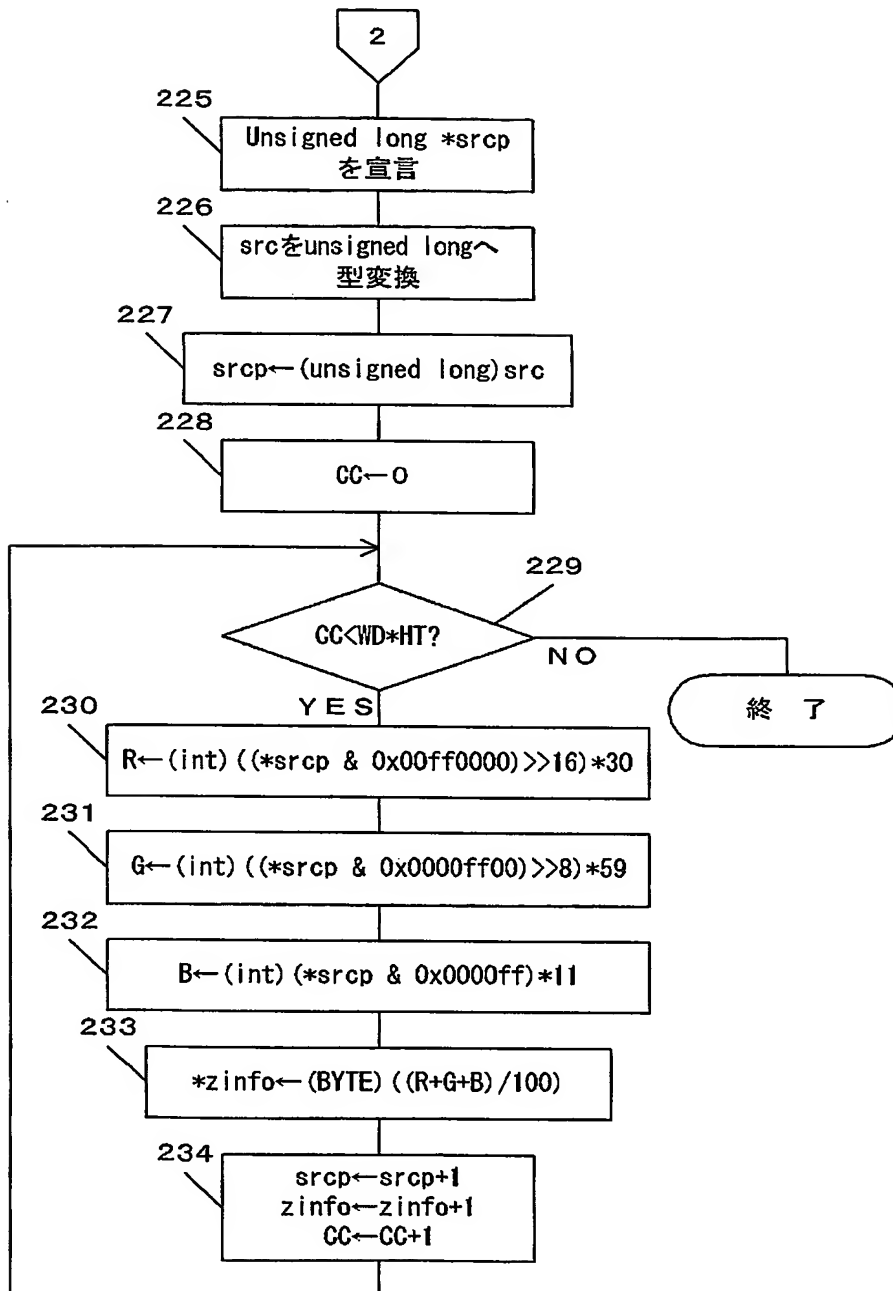 2
225
Unsigned long *srcp
を宣言
226
srcをunsigned longへ
型変換
227
srcp←(unsigned long)src
228
CC←0
229
CC<WD*HT?
NO
終 了
YES
230
R←(int)((*srcp & 0x00ff0000)>>16)*30
231
G←(int)((*srcp & 0x0000ff00)>>8)*59
232
B←(int)(*srcp & 0x0000ff)*11
233
*zinfo←(BYTE)((R+G+B)/100)
234
srcp←srcp+1
zinfo←zinfo+1
CC←CC+1